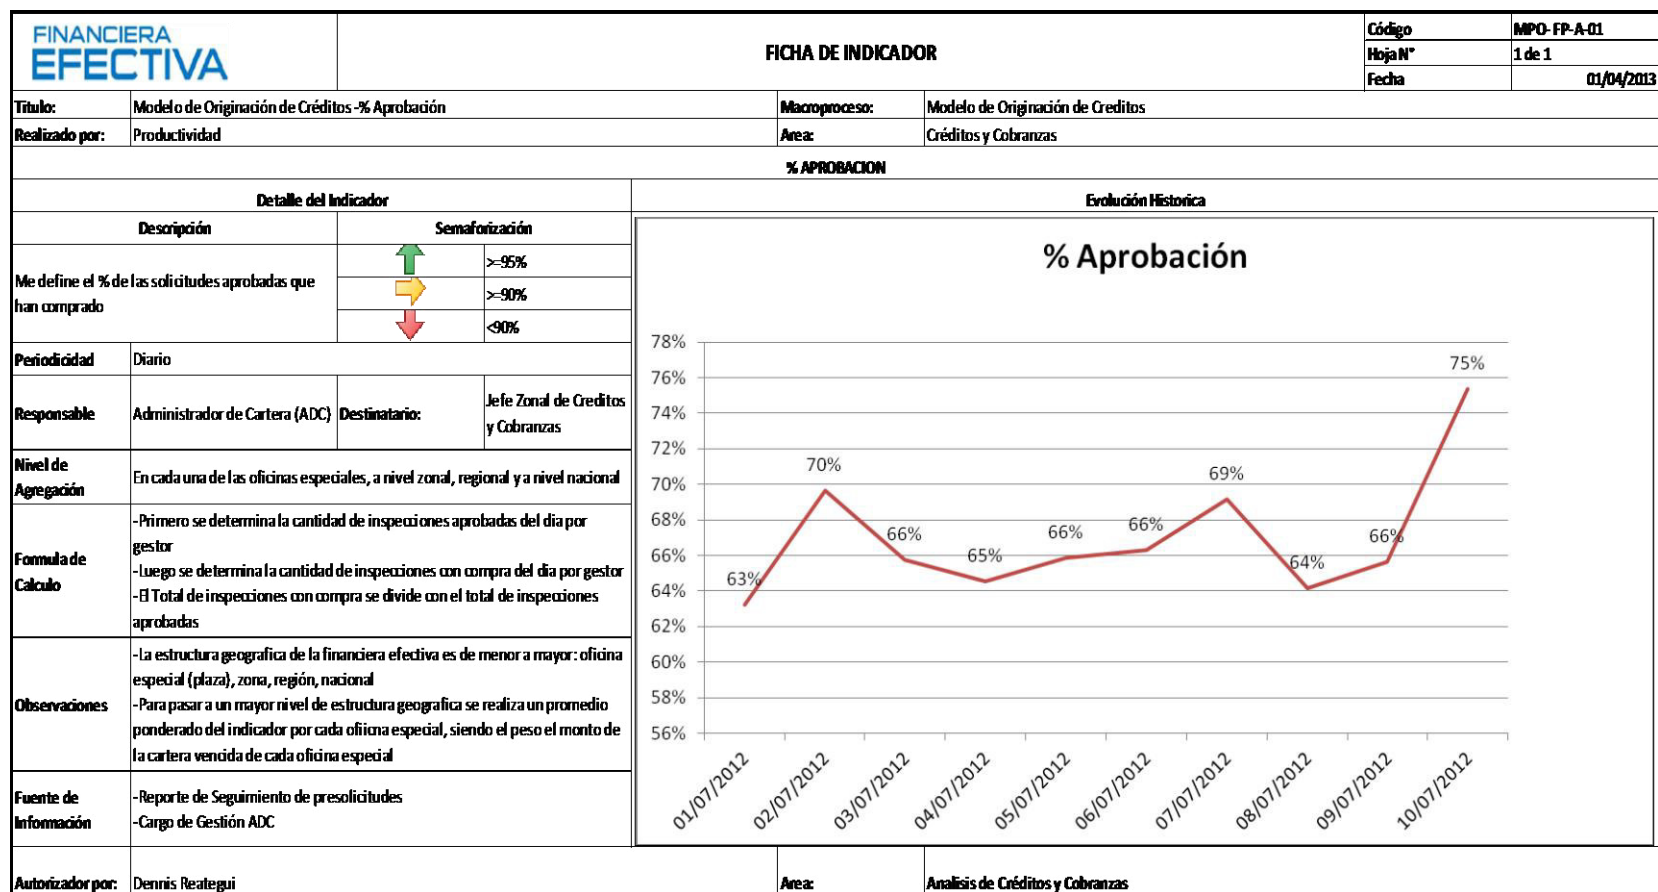 FINANCIERA
EFECTIVA
FICHA DE INDICADOR
Código MPO-FP-A-01
Hoja N° 1 de 1
Fecha 01/04/2013
Titulo: Modelo de Originación de Créditos -% Aprobación Macroproceso: Modelo de Originación de Creditos
Realizado por: Productividad Area: Créditos y Cobranzas
% APROBACION
Detalle del Indicador
Evolución Historica
Descripción Semaforización
Me define el % de las solicitudes aprobadas que
han comprado
>=95%
>=90%
<90%
Periodicidad Diario
Responsable Administrador de Cartera (ADC) Destinatario: Jefe Zonal de Creditos
y Cobranzas
Nivel de
Agregación
En cada una de las oficinas especiales, a nivel zonal, regional y a nivel nacional
Formula de
Calculo
-Primero se determina la cantidad de inspecciones aprobadas del dia por
gestor
-Luego se determina la cantidad de inspecciones con compra del dia por gestor
-El Total de inspecciones con compra se divide con el total de inspecciones
aprobadas
Observaciones
-La estructura geografica de la financiera efectiva es de menor a mayor: oficina
especial (plaza), zona, región, nacional
-Para pasar a un mayor nivel de estructura geografica se realiza un promedio
ponderado del indicador por cada ofiicna especial, siendo el peso el monto de
la cartera vencida de cada oficina especial
Fuente de
Información
-Reporte de Seguimiento de presolicitudes
-Cargo de Gestión ADC
% Aprobación
78%
76%
74%
72%
70%
68%
66%
64%
62%
60%
58%
56%
63%
70%
66%
65%
66%
66%
69%
64%
66%
75%
01/07/2012
02/07/2012
03/07/2012
04/07/2012
05/07/2012
06/07/2012
07/07/2012
08/07/2012
09/07/2012
10/07/2012
Autorizador por: Dennis Reategui Area: Analisis de Créditos y Cobranzas